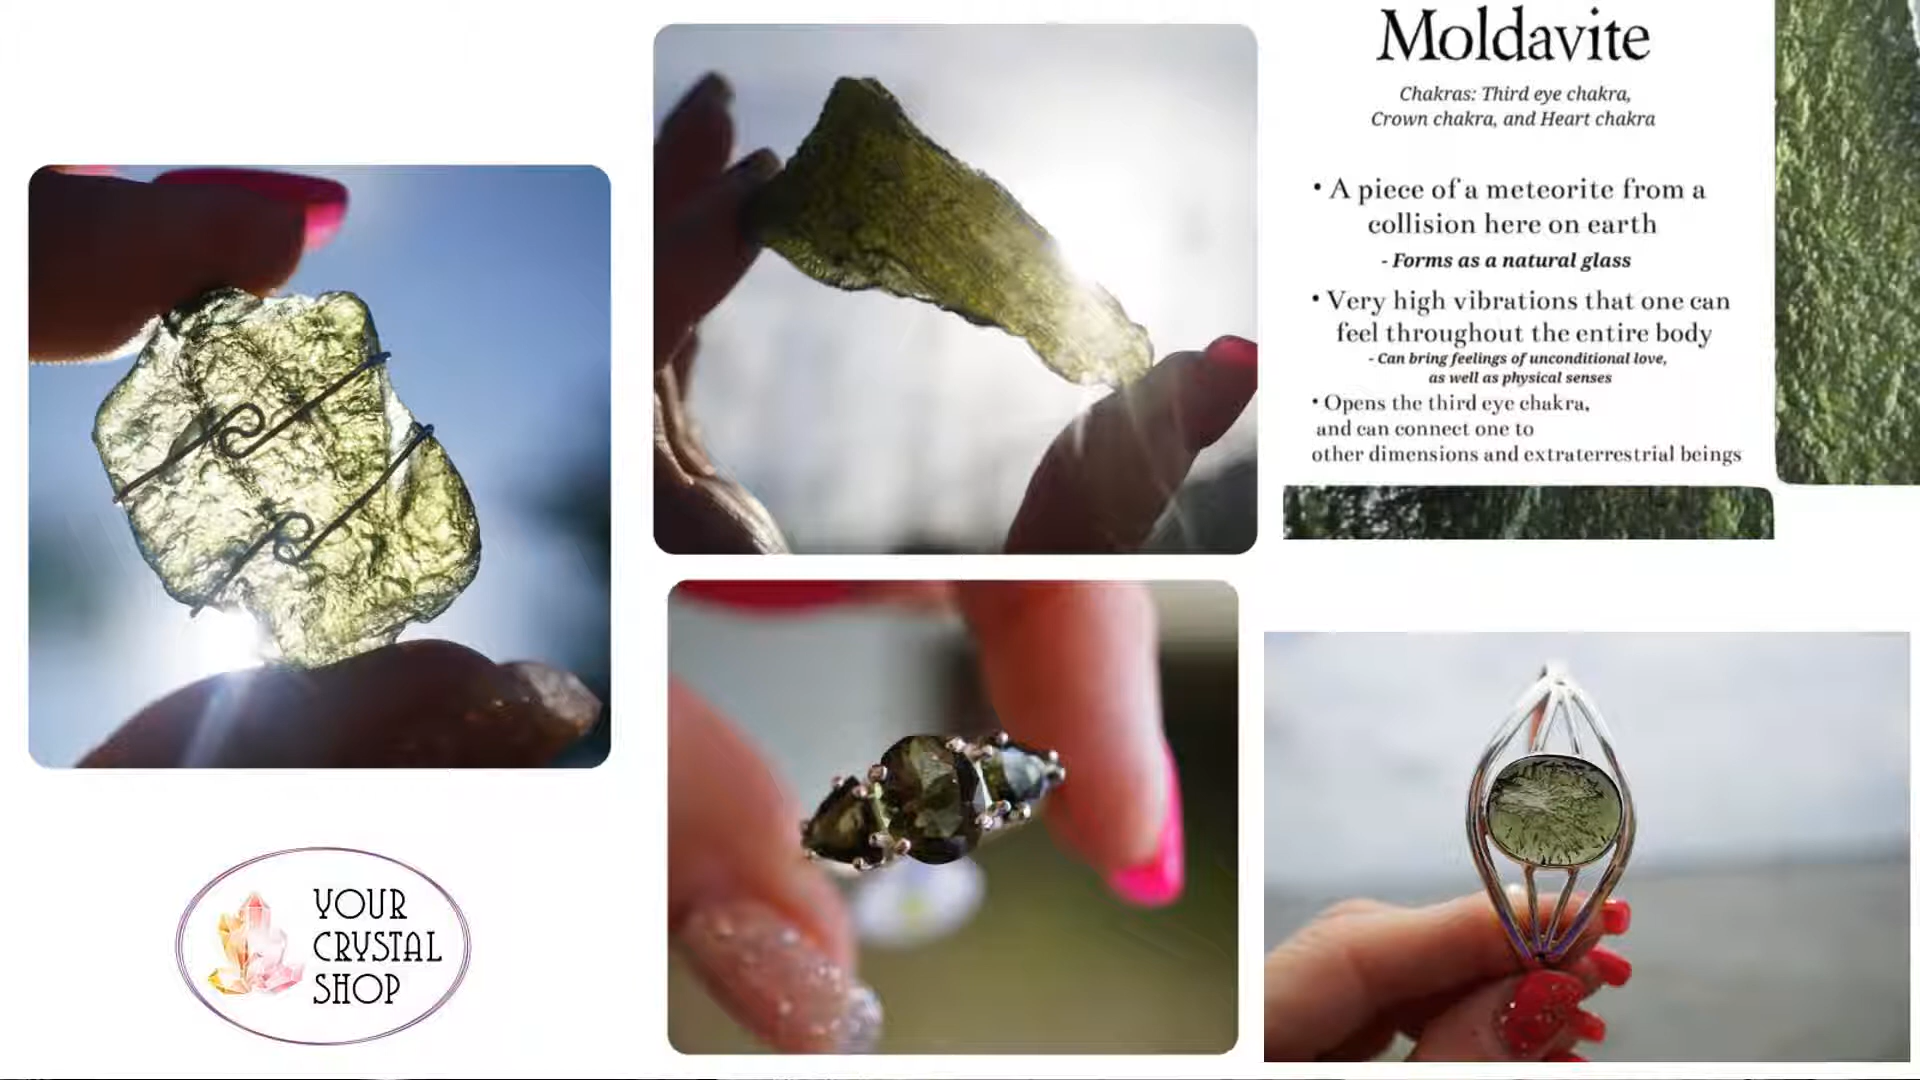 Moldavite
Chakras: Third eye chakra,
Crown chakra, and Heart chakra
• A piece of a meteorite from a
collision here on earth
- Forms as a natural glass
• Very high vibrations that one can
feel throughout the entire body
- Can bring feelings of unconditional love,
as well as physical senses
• Opens the third eye chakra,
and can connect one to
other dimensions and extraterrestrial beings
YOUR
CRYSTAL
SHOP